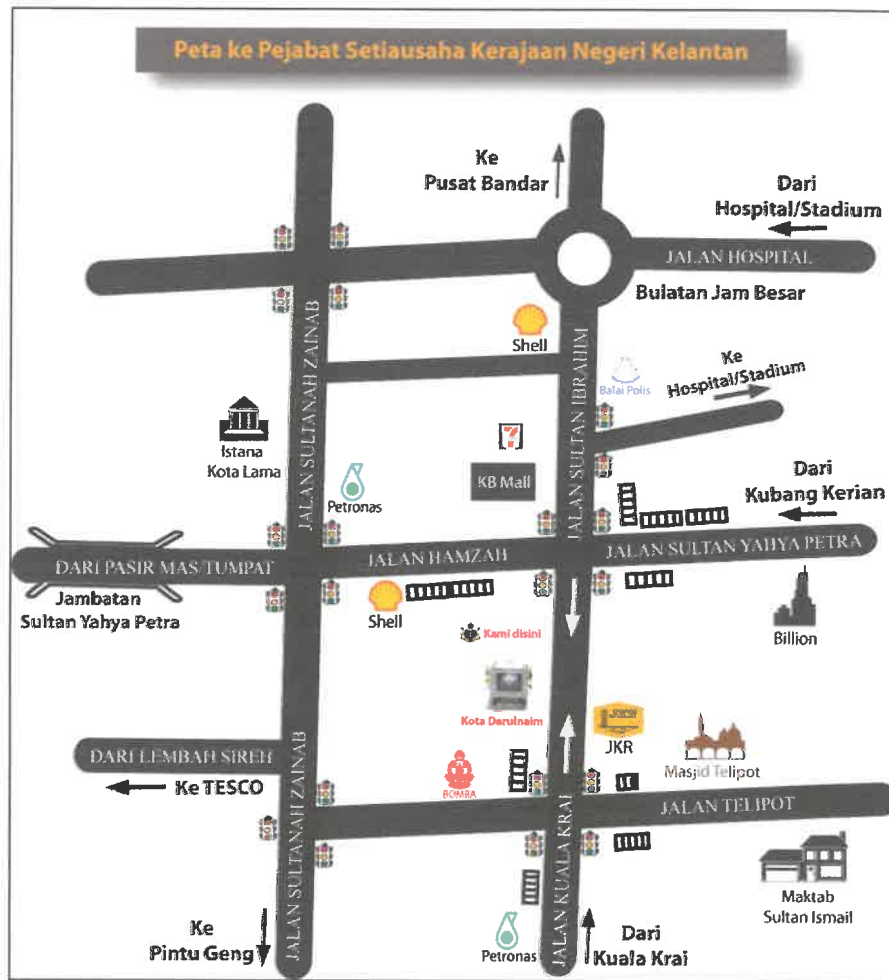 Peta ke Pejabat Setiausaha Kerajaan Negeri Kelantan
Ke
Pusat Bandar
Dari
Hospital/Stadium
JALAN HOSPITAL
Bulatan Jam Besar
Shell
JALAN SULTANAH ZAINAB
JALAN SULTAN IBRAHIM
Balai Polis
Ke
Hospital/Stadium
Istana
Kota Lama
7
KB Mall
Petronas
Dari
Kubang Kerian
DARI PASIR MAS/TUMPAT
JALAN HAMZAH
JALAN SULTAN YAHYA PETRA
Jambatan
Sultan Yahya Petra
Shell
Billion
Kami disini
Kota Darulnaim
JKR
JKR
Masjid Telipot
DARI LEMBAH SIREH
Ke TESCO
BOMBA
JALAN TELIPOT
JALAN SULTANAH ZAINAB
JALAN KUALA KRAI
Maktab
Sultan Ismail
Ke
Pintu Geng
Petronas
Dari
Kuala Krai